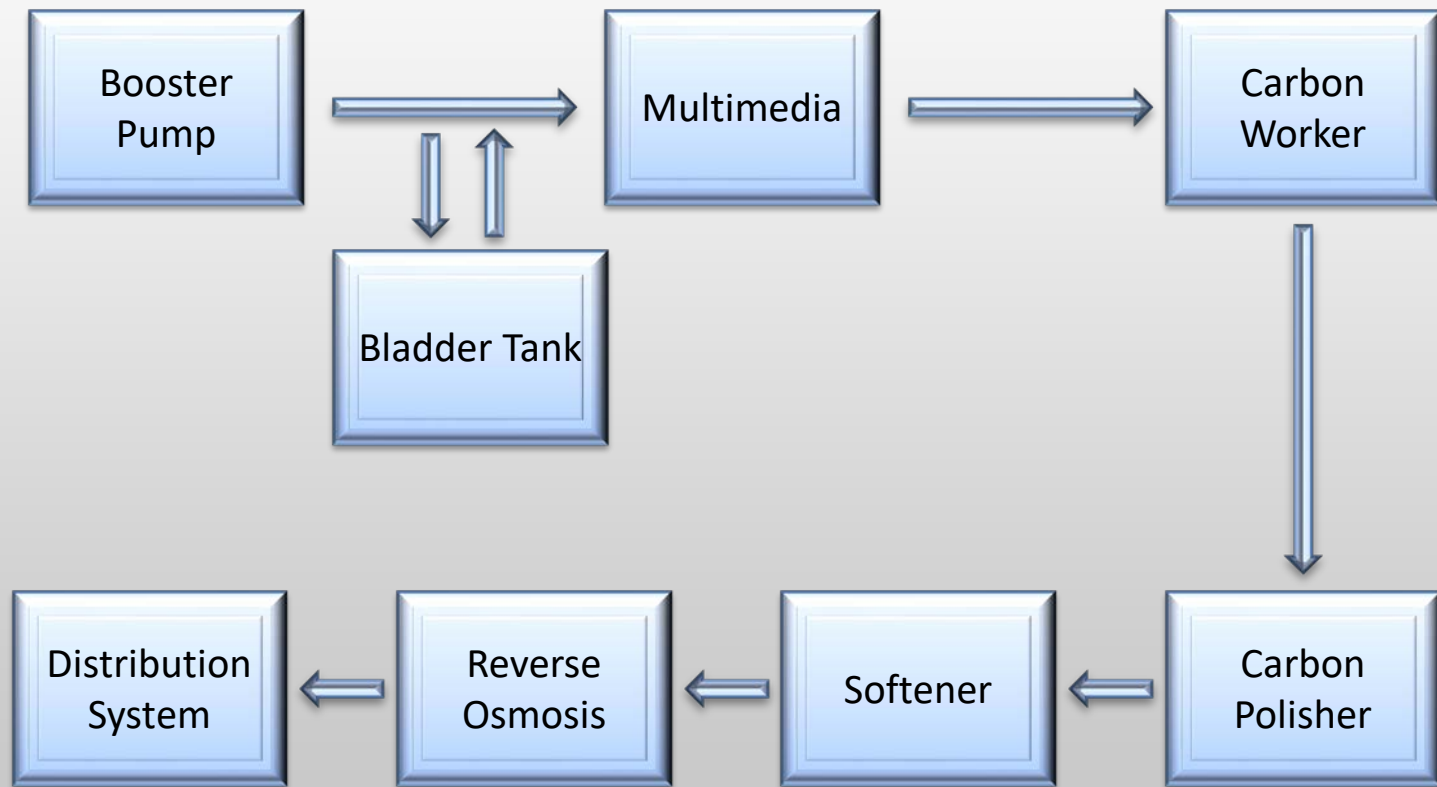 Booster
Pump
Multimedia
Carbon
Worker
Bladder Tank
Distribution
System
Reverse
Osmosis
Softener
Carbon
Polisher